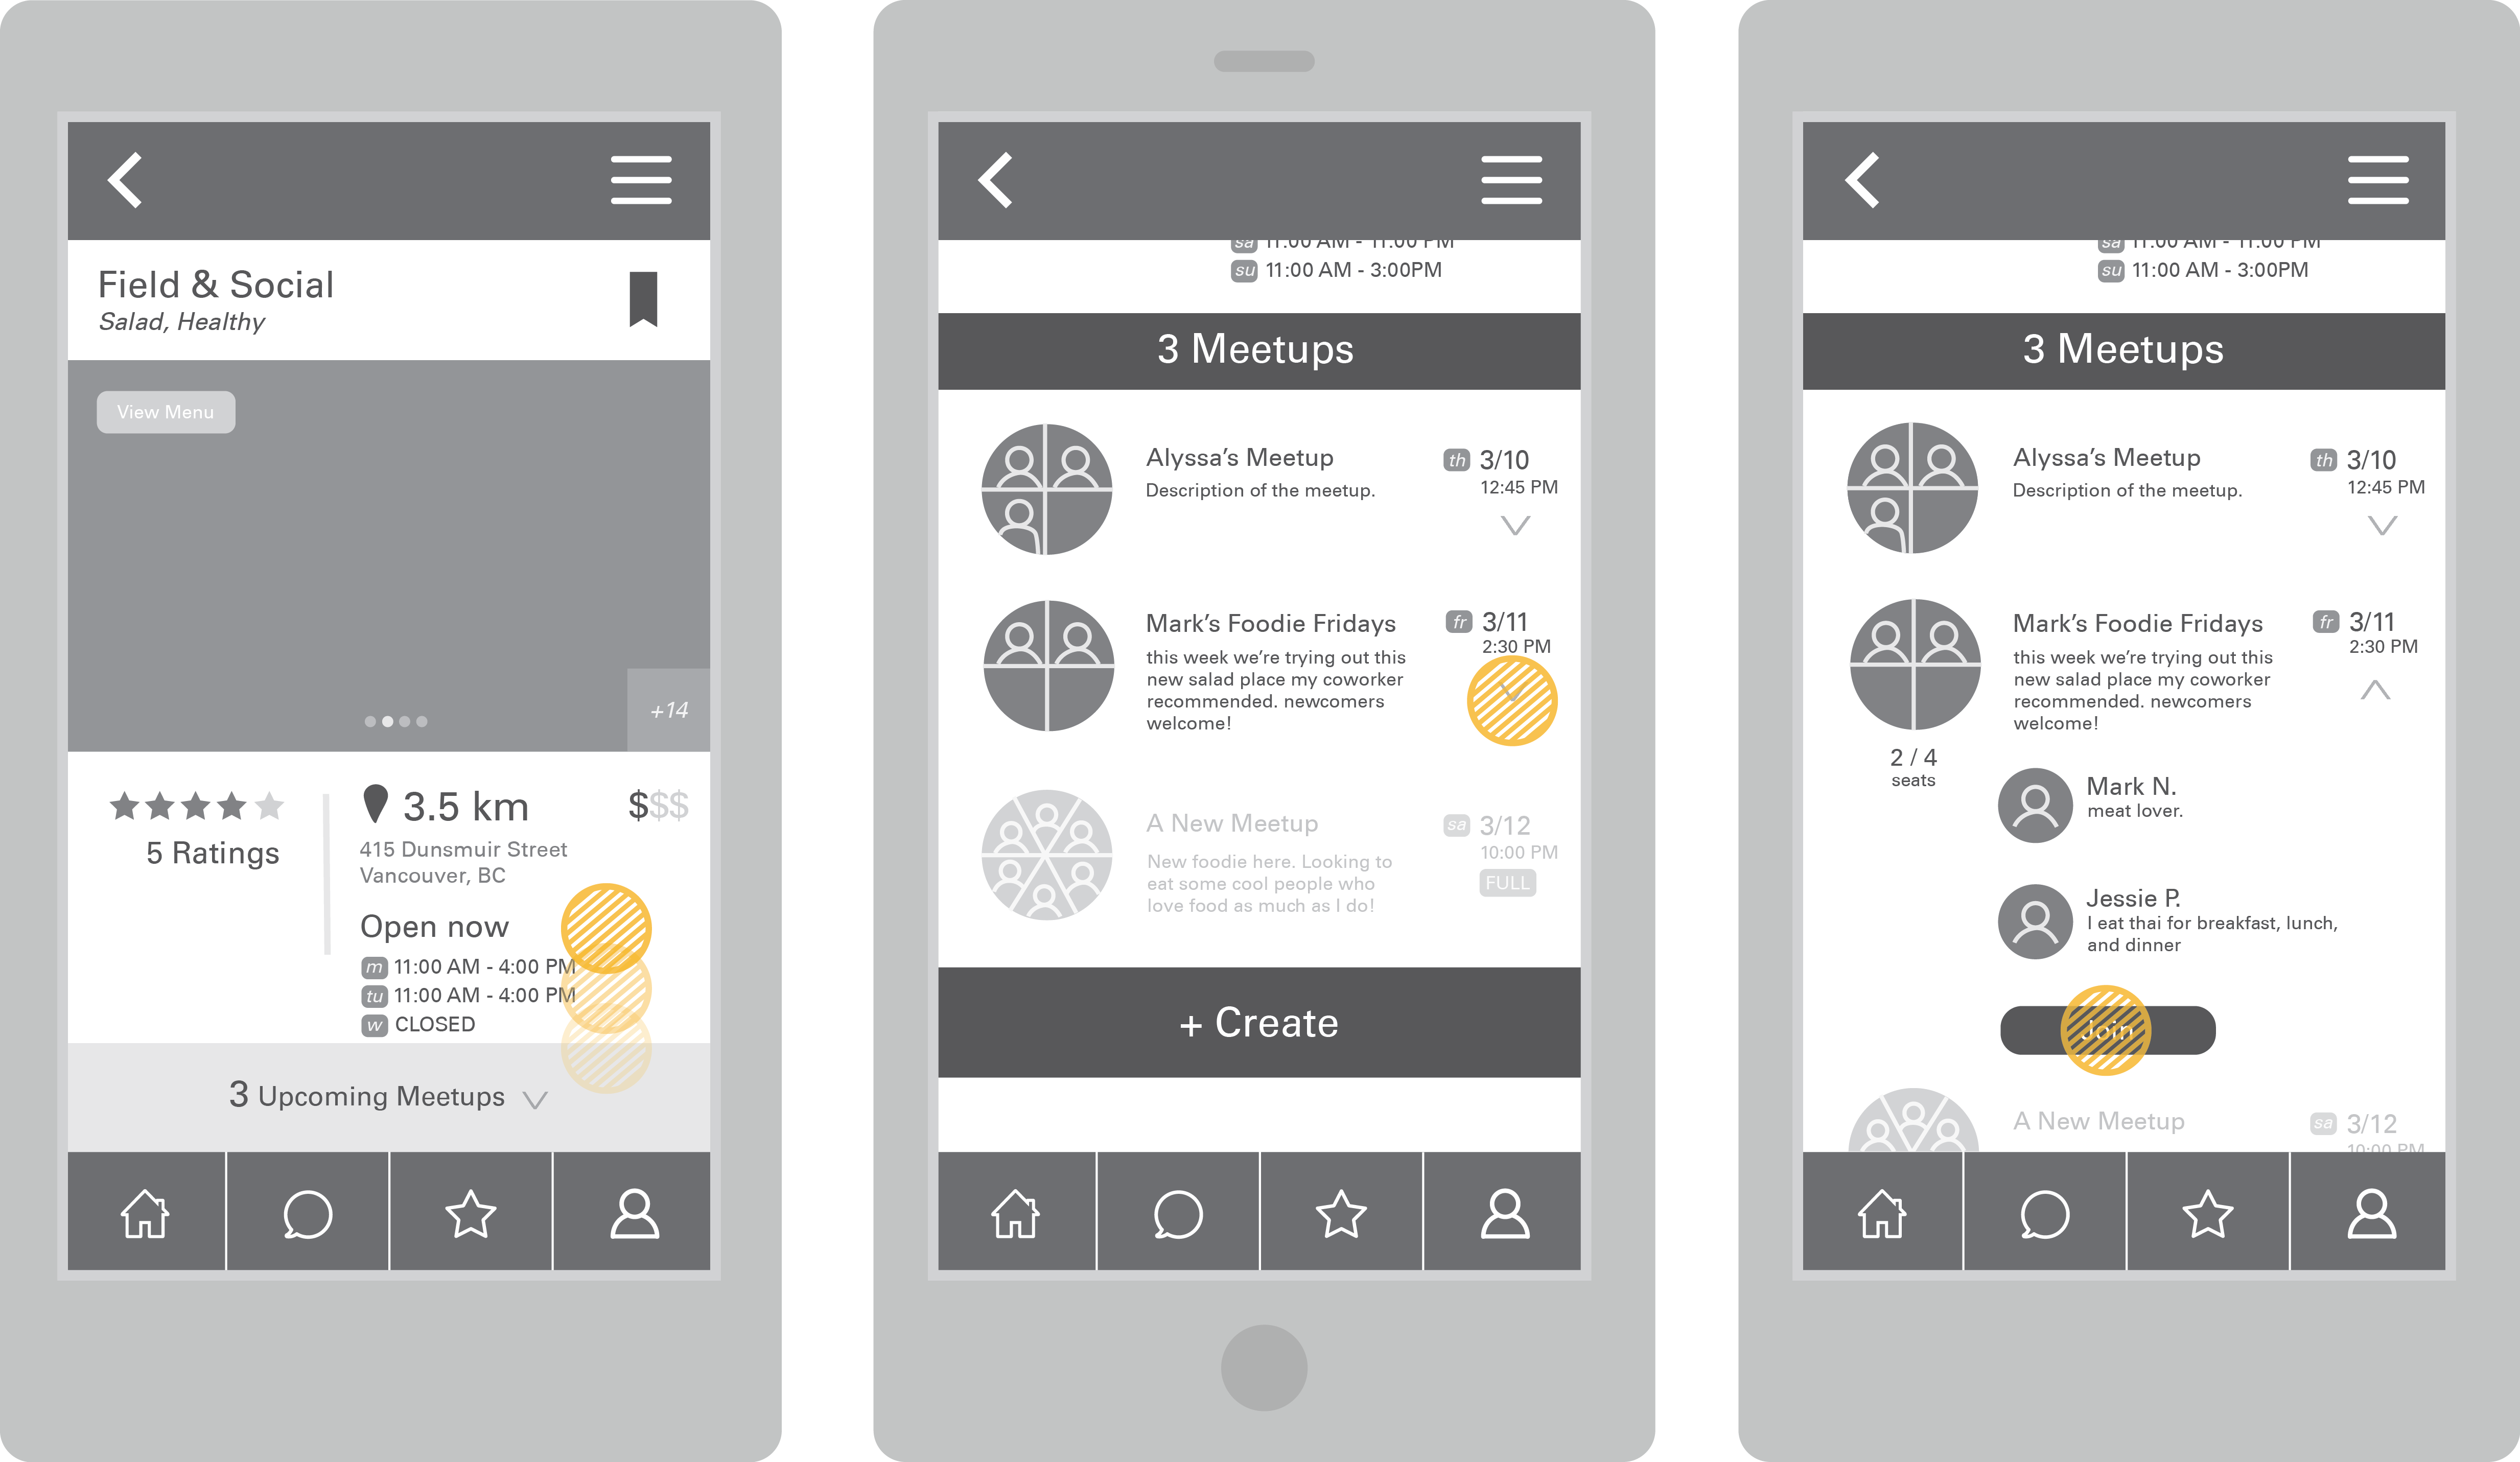 Field & Social
Salad, Healthy
View Menu
+14
5 Ratings
3.5 km
$$$
415 Dunsmuir Street
Vancouver, BC
Open now
m 11:00 AM - 4:00 PM
tu 11:00 AM - 4:00 PM
w CLOSED
3 Upcoming Meetups
sa 11:00 AM - 11:00 PM
su 11:00 AM - 3:00PM
3 Meetups
Alyssa’s Meetup
Description of the meetup.
th 3/10
12:45 PM
Mark’s Foodie Fridays
this week we’re trying out this
new salad place my coworker
recommended. newcomers
welcome!
fr 3/11
2:30 PM
A New Meetup
New foodie here. Looking to
eat some cool people who
love food as much as I do!
sa 3/12
10:00 PM
FULL
+ Create
sa 11:00 AM - 11:00 PM
su 11:00 AM - 3:00PM
3 Meetups
Alyssa’s Meetup
Description of the meetup.
th 3/10
12:45 PM
Mark’s Foodie Fridays
this week we’re trying out this
new salad place my coworker
recommended. newcomers
welcome!
fr 3/11
2:30 PM
2 / 4
seats
Mark N.
meat lover.
Jessie P.
I eat thai for breakfast, lunch,
and dinner
Join
A New Meetup
sa 3/12
10:00 PM